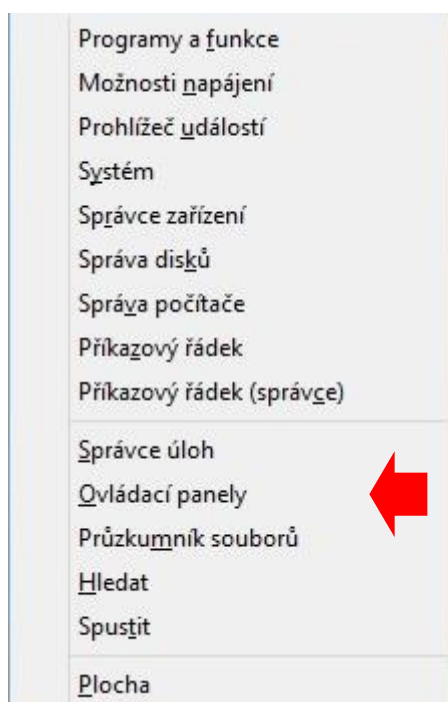 Programy a funkce
Možnosti napájení
Prohlížeč událostí
Systém
Správce zařízení
Správa disků
Správa počítače
Příkazový řádek
Příkazový řádek (správce)
Správce úloh
Ovládací panely
Průzkumník souborů
Hledat
Spustit
Plocha